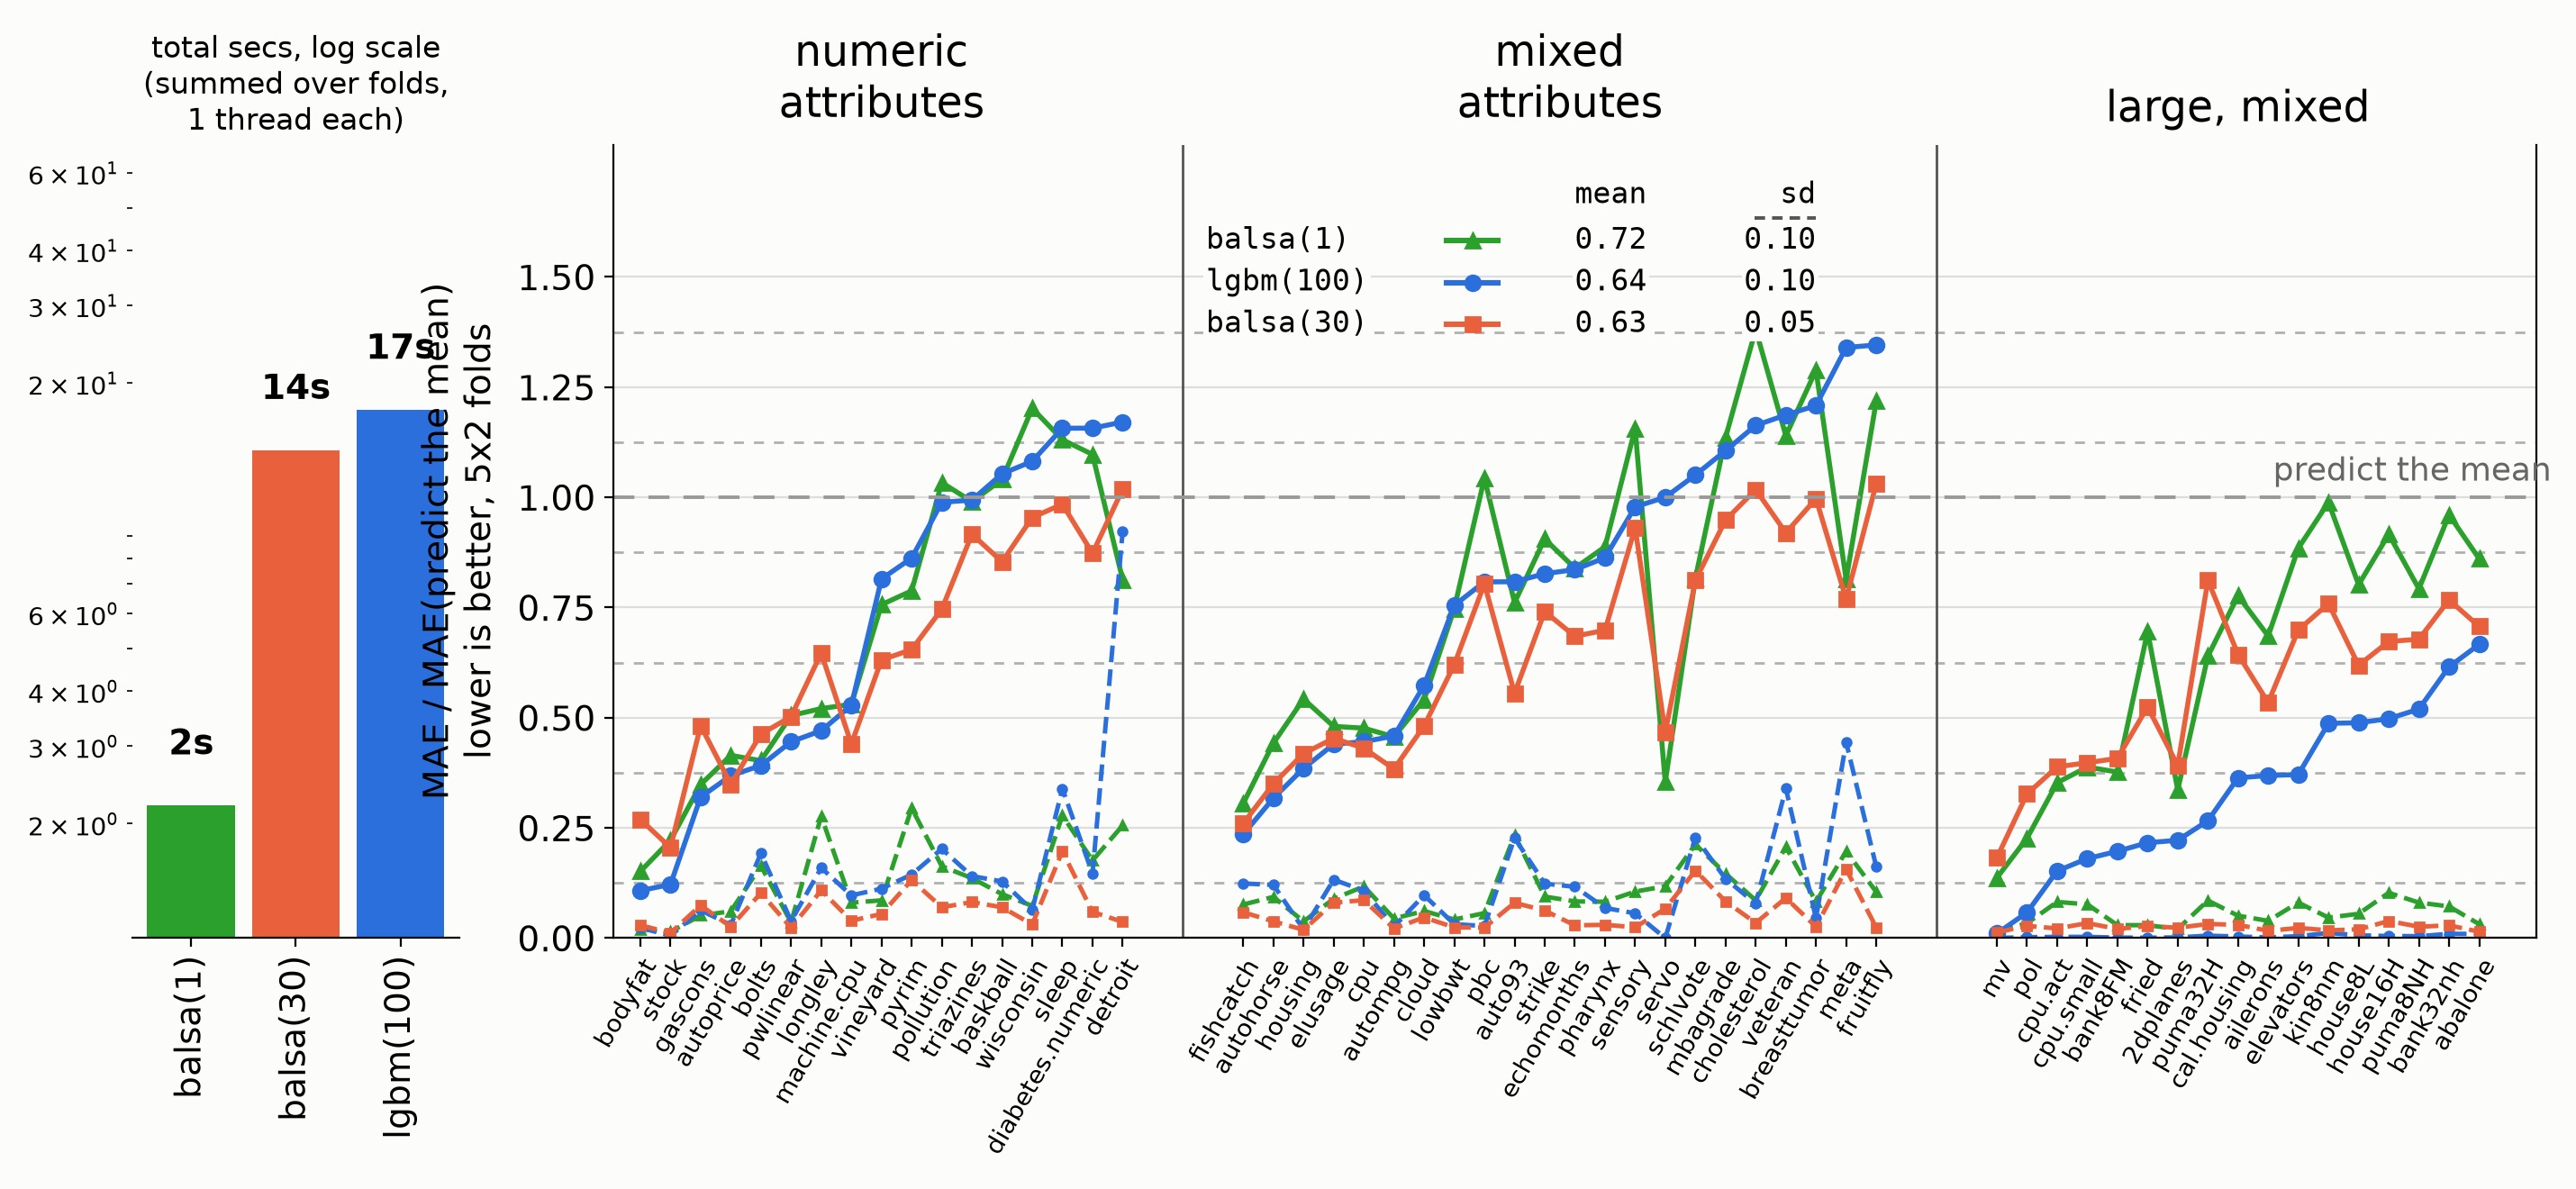 total secs, log scale
(summed over folds,
1 thread each)
6 × 10¹
4 × 10¹
3 × 10¹
2 × 10¹
6 × 10⁰
4 × 10⁰
3 × 10⁰
2 × 10⁰
2s
14s
17s
balsa(1)
balsa(30)
lgbm(100)
MAE / MAE(predict the mean)
lower is better, 5x2 folds
numeric
attributes
mixed
attributes
large, mixed
1.50
1.25
1.00
0.75
0.50
0.25
0.00
mean sd
balsa(1) 0.72 0.10
lgbm(100) 0.64 0.10
balsa(30) 0.63 0.05
predict the mean
bodyfat
stock
gascons
autoprice
bolts
pwlinear
longley
machine.cpu
vineyard
pyrim
pollution
triazines
baskball
wisconsin
sleep
diabetes.numeric
detroit
fishcatch
autohorse
housing
elusage
cpu
autompg
cloud
lowbwt
pbc
auto93
strike
echomonths
pharynx
sensory
servo
schlvote
mbagrade
cholesterol
veteran
breasttumor
meta
fruitfly
mv
pol
cpu.act
cpu.small
bank8FM
fried
2dplanes
puma32H
cal.housing
ailerons
elevators
kin8nm
house8L
house16H
puma8NH
bank32nh
abalone